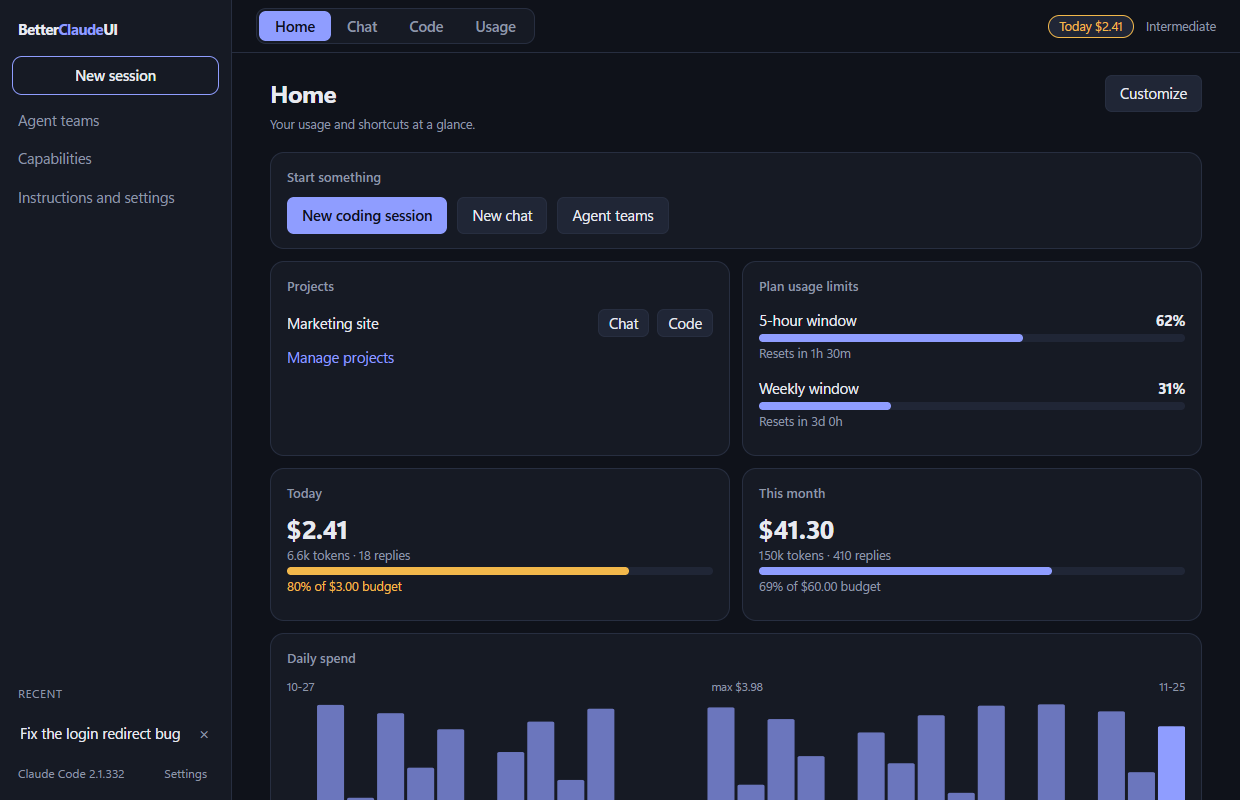 BetterClaudeUI
New session
Agent teams
Capabilities
Instructions and settings
RECENT
Fix the login redirect bug ×
Claude Code 2.1.332 Settings
Home Chat Code Usage
Today $2.41 Intermediate
Home
Customize
Your usage and shortcuts at a glance.
Start something
New coding session New chat Agent teams
Projects
Marketing site Chat Code
Manage projects
Plan usage limits
5-hour window 62%
Resets in 1h 30m
Weekly window 31%
Resets in 3d 0h
Today
$2.41
6.6k tokens · 18 replies
80% of $3.00 budget
This month
$41.30
150k tokens · 410 replies
69% of $60.00 budget
Daily spend
10-27 max $3.98 11-25